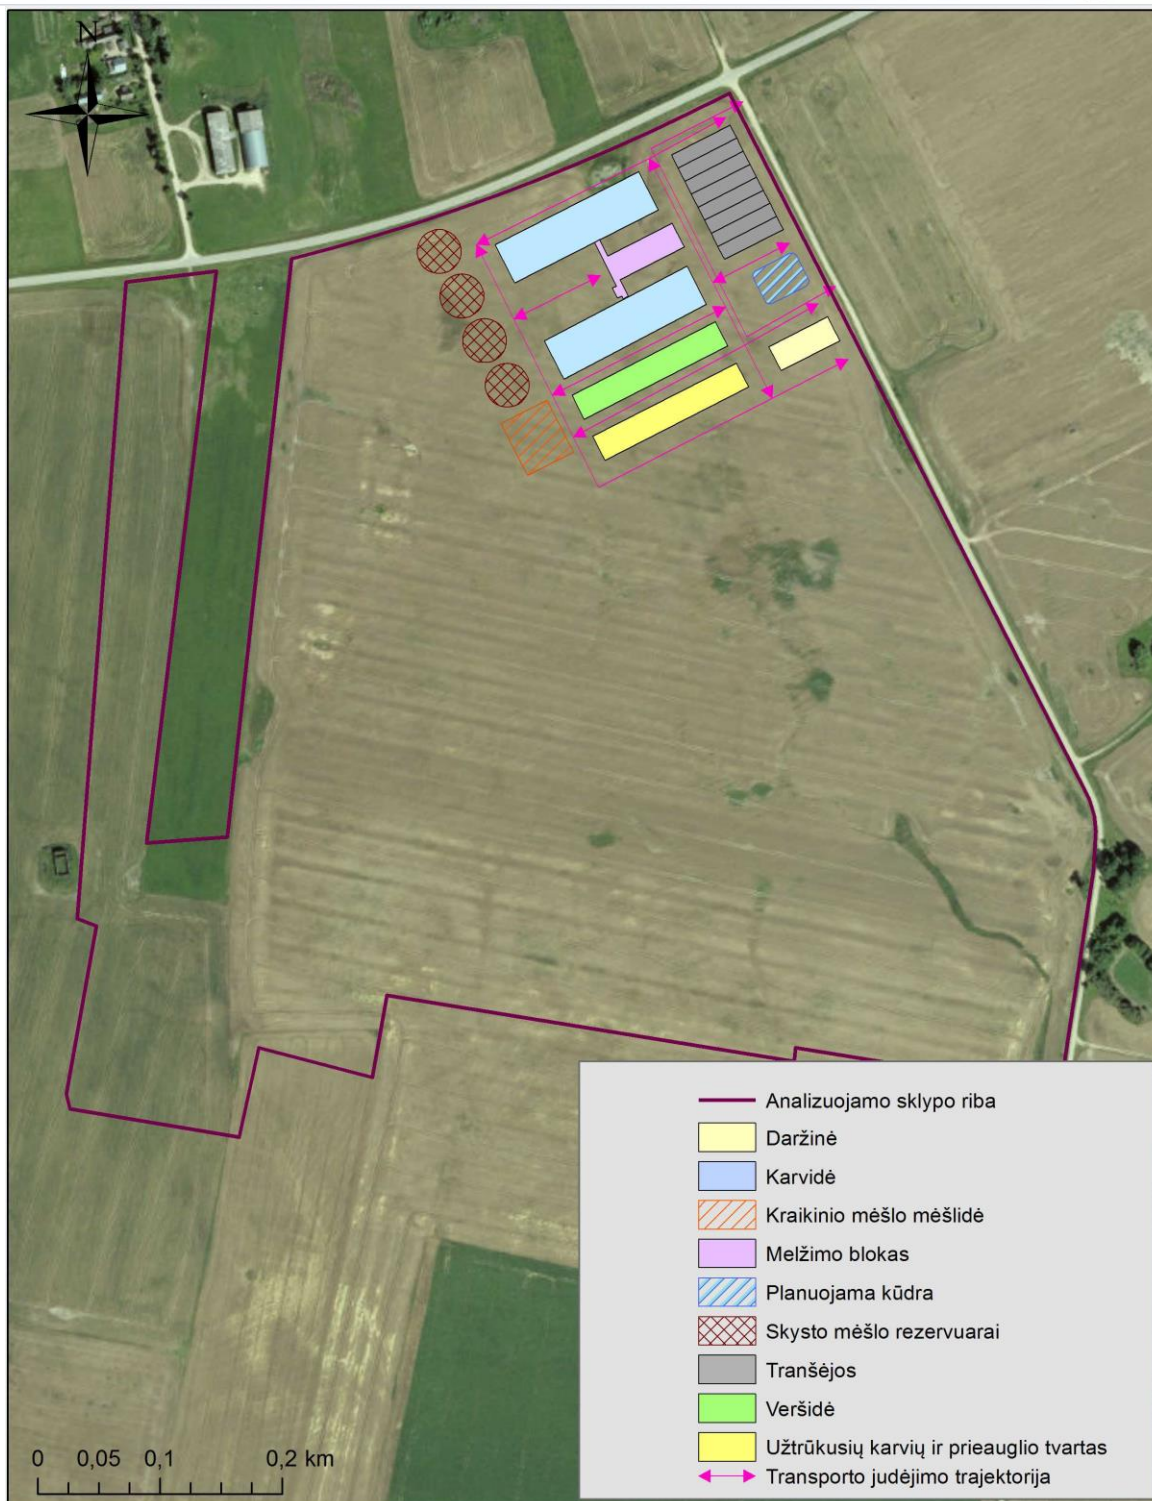 N
Analizuojamo sklypo riba
Daržinė
Karvidė
Kraikinio mėšlo mėšlidė
Melžimo blokas
Planuojama kūdra
Skysto mėšlo rezervuarai
Tranšėjos
Veršidė
Užtrūkusių karvių ir prieauglio tvartas
Transporto judėjimo trajektorija
0 0,05 0,1 0,2 km